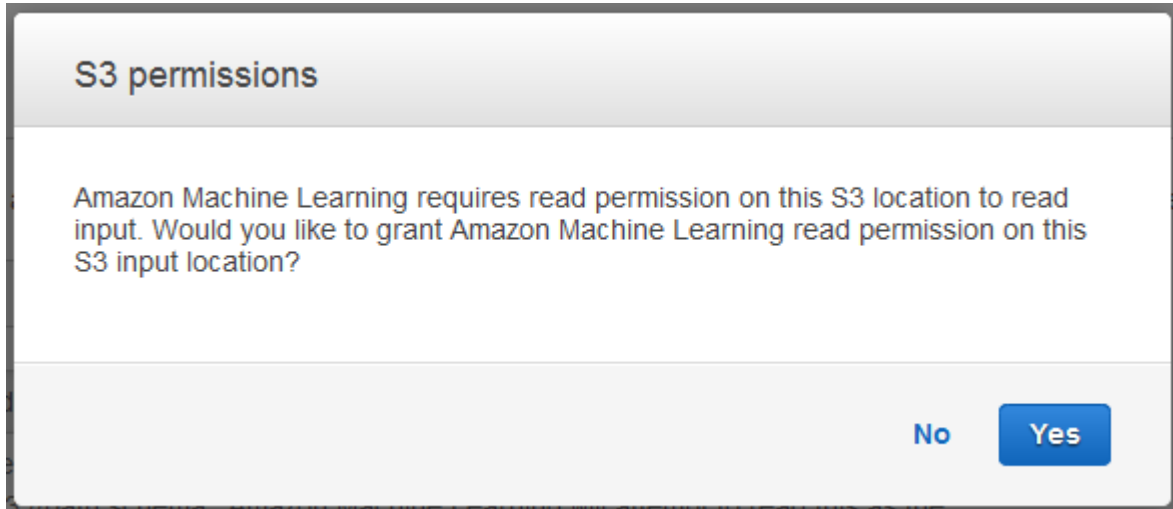 S3 permissions
Amazon Machine Learning requires read permission on this S3 location to read
input. Would you like to grant Amazon Machine Learning read permission on this
S3 input location?
No
Yes